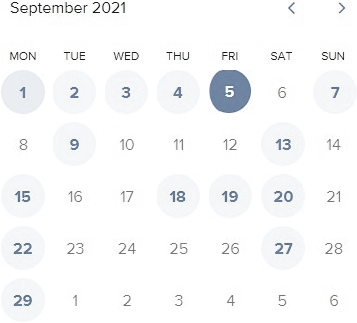 September 2021
MON TUE WED THU FRI SAT SUN
1 2 3 4 5 6 7
8 9 10 11 12 13 14
15 16 17 18 19 20 21
22 23 24 25 26 27 28
29 1 2 3 4 5 6